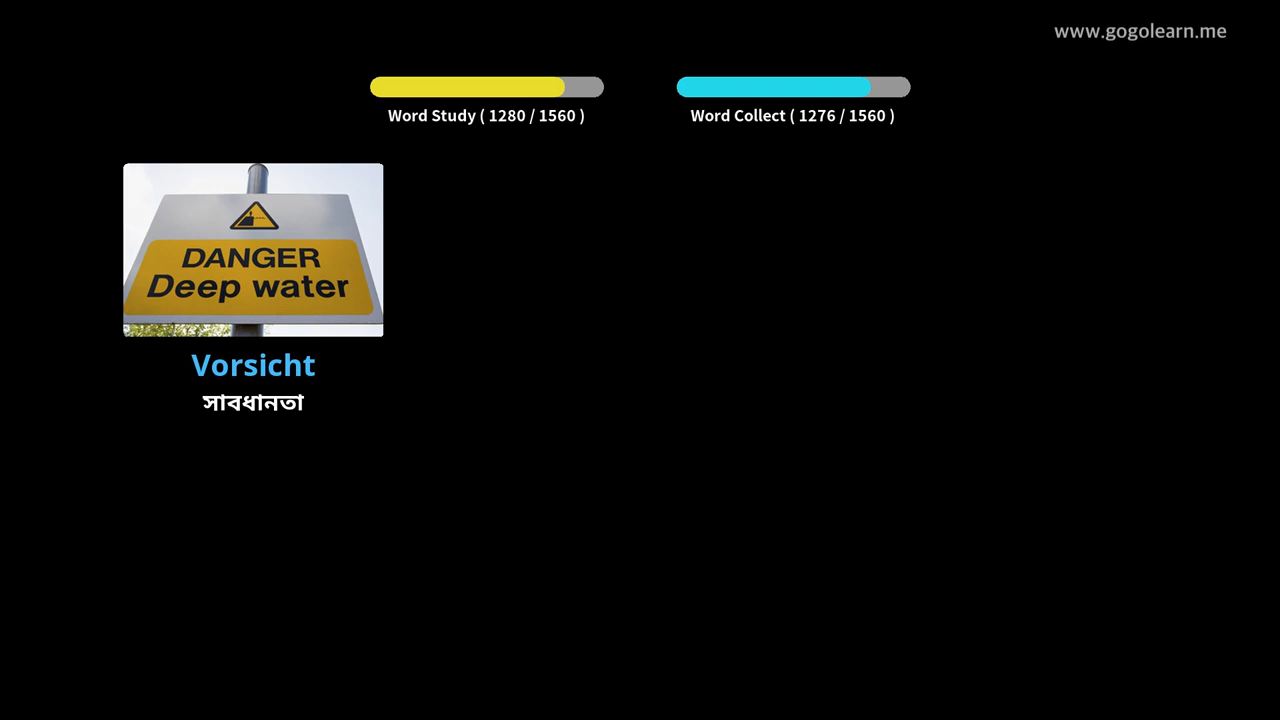 www.gogolearn.me
Word Study ( 1280 / 1560 )
Word Collect ( 1276 / 1560 )
DANGER
Deep water
Vorsicht
সাবধানতা